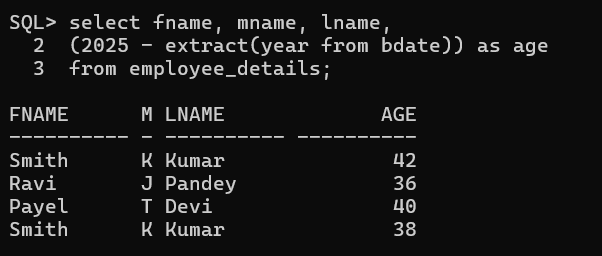 SQL> select fname, mname, lname,
  2  (2025 - extract(year from bdate)) as age
  3  from employee_details;
FNAME      M LNAME             AGE
---------- - ---------- ----------
Smith      K Kumar              42
Ravi       J Pandey             36
Payel      T Devi               40
Smith      K Kumar              38